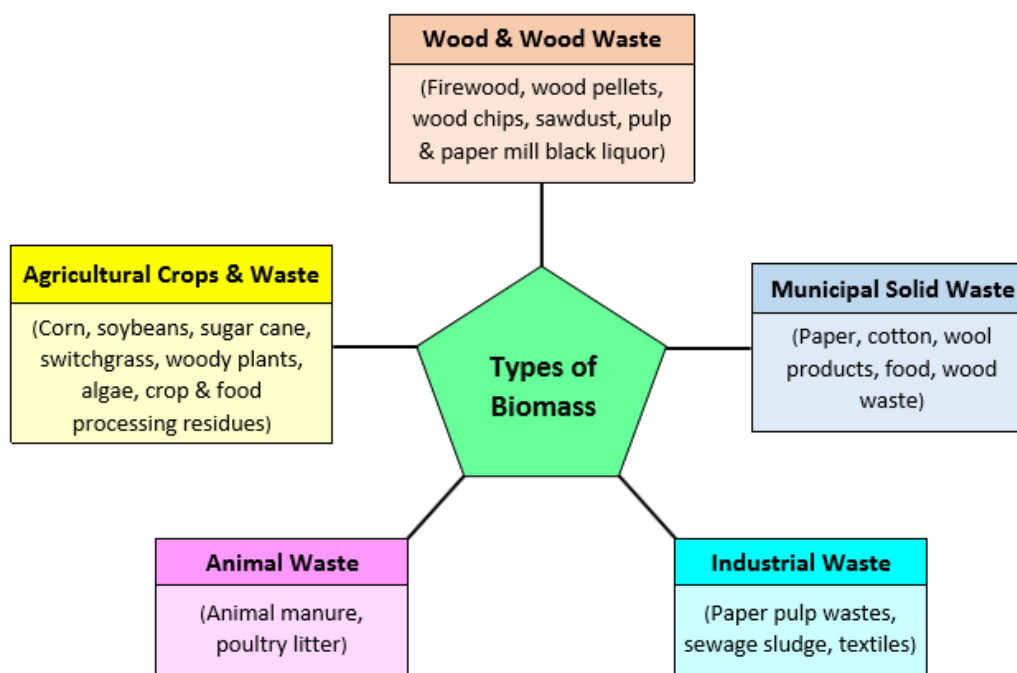 Wood & Wood Waste
(Firewood, wood pellets,
wood chips, sawdust, pulp
& paper mill black liquor)
Agricultural Crops & Waste
(Corn, soybeans, sugar cane,
switchgrass, woody plants,
algae, crop & food
processing residues)
Municipal Solid Waste
(Paper, cotton, wool
products, food, wood
waste)
Types of
Biomass
Animal Waste
(Animal manure,
poultry litter)
Industrial Waste
(Paper pulp wastes,
sewage sludge, textiles)